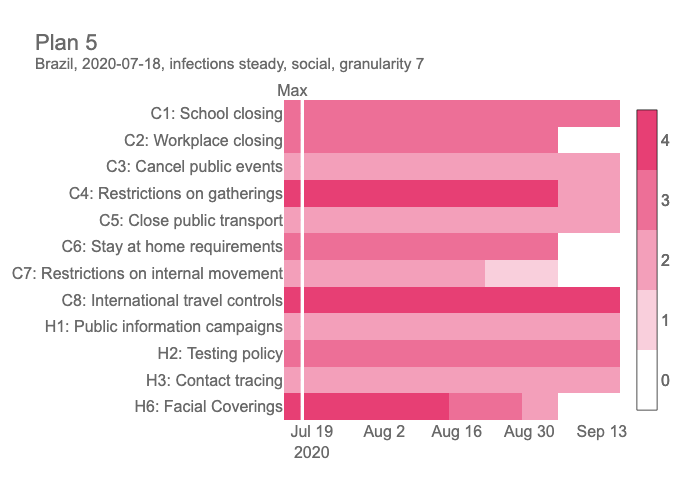 Plan 5
Brazil, 2020-07-18, infections steady, social, granularity 7
Max
C1: School closing
C2: Workplace closing
C3: Cancel public events
C4: Restrictions on gatherings
C5: Close public transport
C6: Stay at home requirements
C7: Restrictions on internal movement
C8: International travel controls
H1: Public information campaigns
H2: Testing policy
H3: Contact tracing
H6: Facial Coverings
4
3
2
1
0
Jul 19 Aug 2 Aug 16 Aug 30 Sep 13
2020